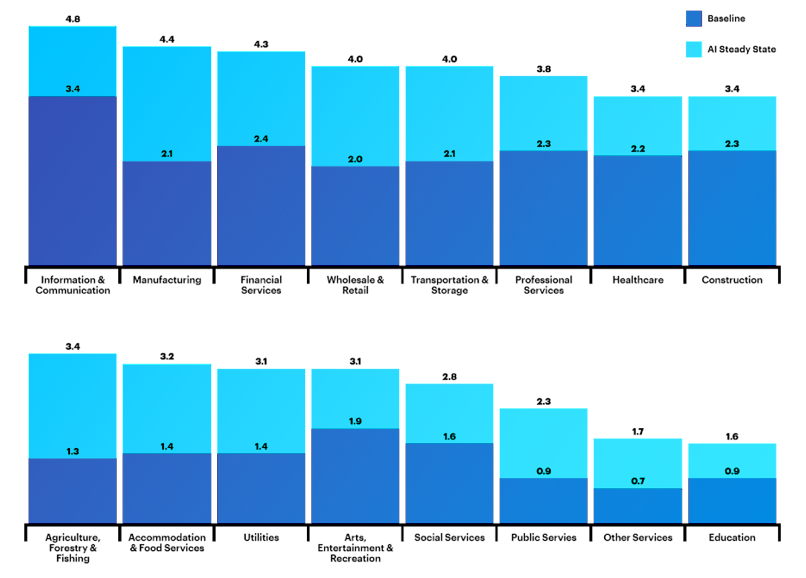 4.8
4.4
4.3
4.0
4.0
3.8
3.4
3.4
3.4
2.1
2.4
2.0
2.1
2.3
2.2
2.3
Baseline
AI Steady State
Information &
Communication
Manufacturing
Financial
Services
Wholesale &
Retail
Transportation &
Storage
Professional
Services
Healthcare
Construction
3.4
3.2
3.1
3.1
2.8
2.3
1.7
1.6
1.3
1.4
1.4
1.9
1.6
0.9
0.7
0.9
Agriculture,
Forestry &
Fishing
Accommodation
& Food Services
Utilities
Arts,
Entertainment &
Recreation
Social Services
Public Servies
Other Services
Education